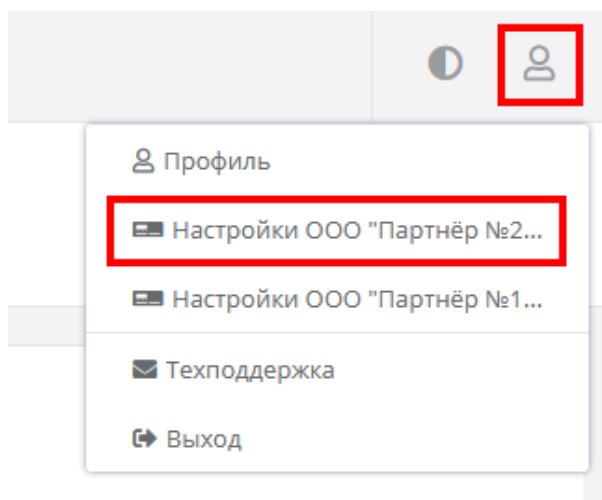 Профиль
Настройки ООО "Партнёр №2...
Настройки ООО "Партнёр №1...
Техподдержка
Выход